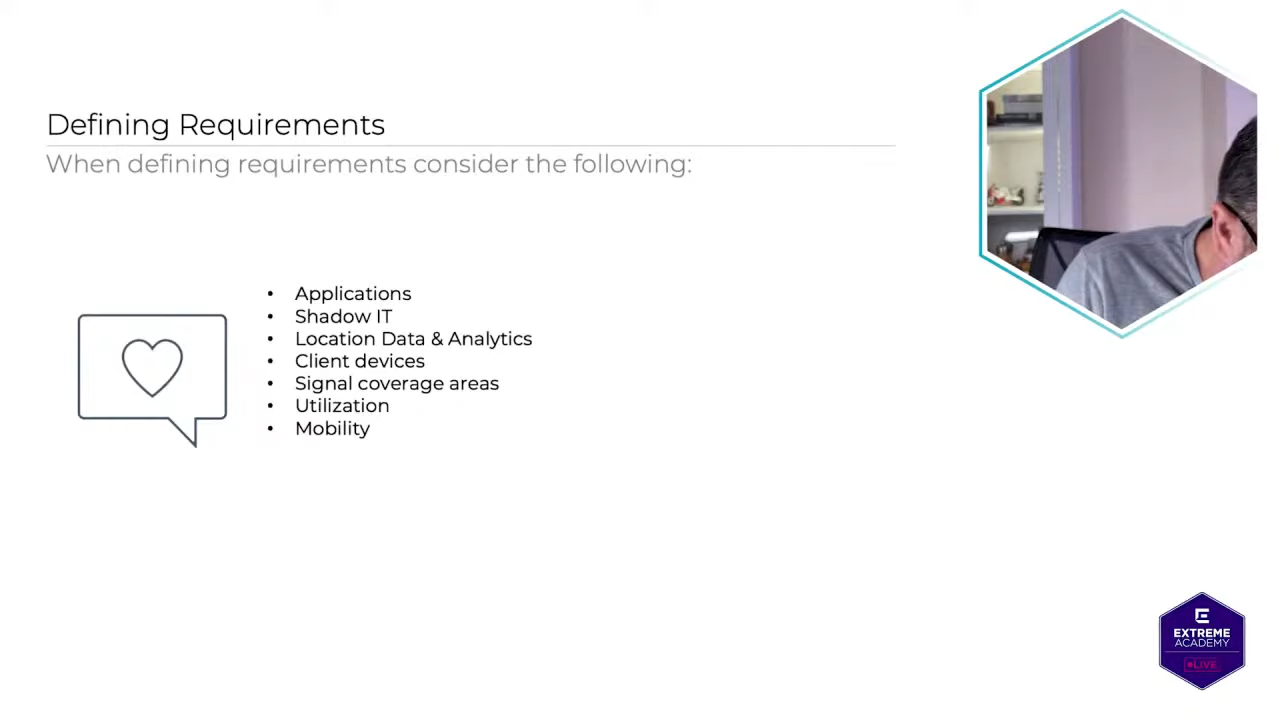 Defining Requirements
When defining requirements consider the following:
• Applications
• Shadow IT
• Location Data & Analytics
• Client devices
• Signal coverage areas
• Utilization
• Mobility
EXTREME
ACADEMY
LIVE